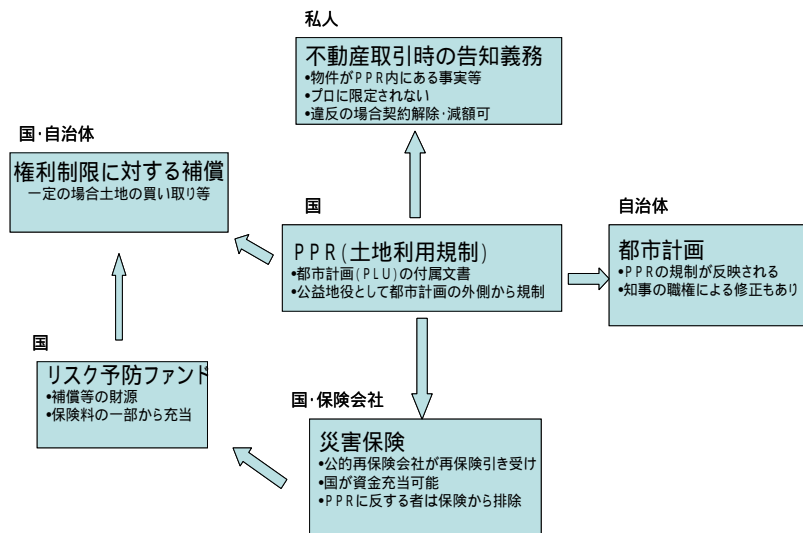 私人
不動産取引時の告知義務
•物件がPPR内にある事実等
•プロに限定されない
•違反の場合契約解除・減額可
国・自治体
権利制限に対する補償
一定の場合土地の買い取り等
国
PPR(土地利用規制)
•都市計画(PLU)の付属文書
•公益地役として都市計画の外側から規制
自治体
都市計画
•PPRの規制が反映される
•知事の職権による修正もあり
国
リスク予防ファンド
•補償等の財源
•保険料の一部から充当
国・保険会社
災害保険
•公的再保険会社が再保険引き受け
•国が資金充当可能
•PPRに反する者は保険から排除